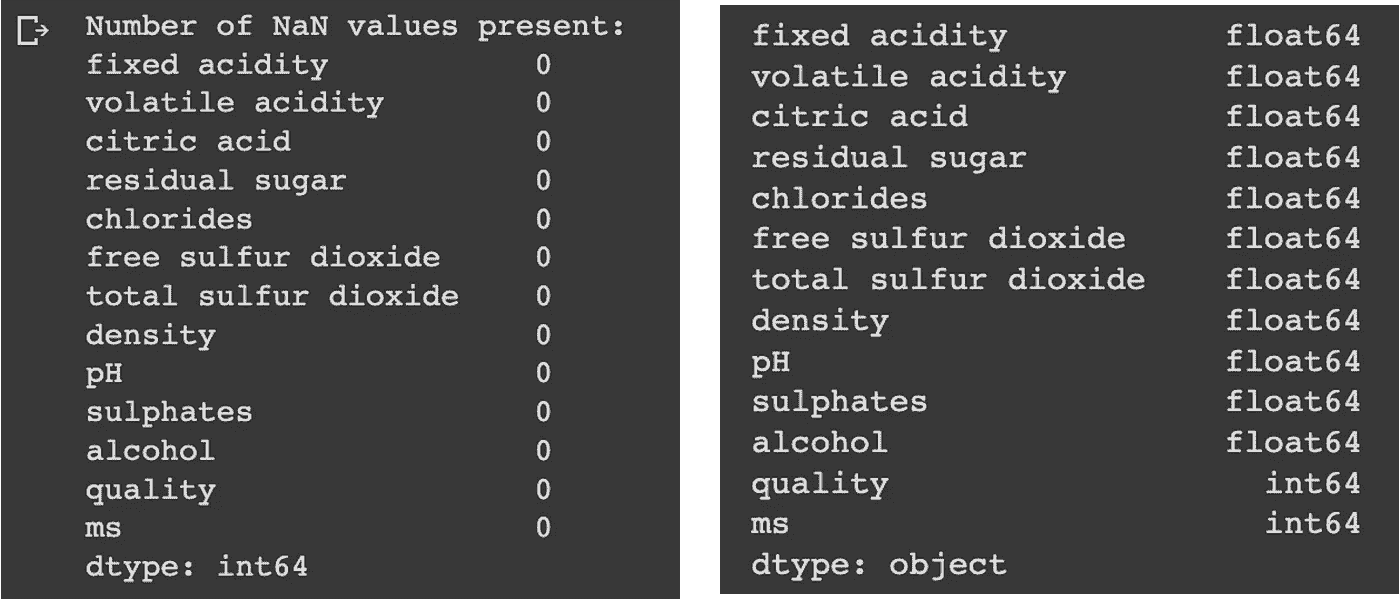 Number of NaN values present:
fixed acidity 0
volatile acidity 0
citric acid 0
residual sugar 0
chlorides 0
free sulfur dioxide 0
total sulfur dioxide 0
density 0
pH 0
sulphates 0
alcohol 0
quality 0
ms 0
dtype: int64
fixed acidity float64
volatile acidity float64
citric acid float64
residual sugar float64
chlorides float64
free sulfur dioxide float64
total sulfur dioxide float64
density float64
pH float64
sulphates float64
alcohol float64
quality int64
ms int64
dtype: object